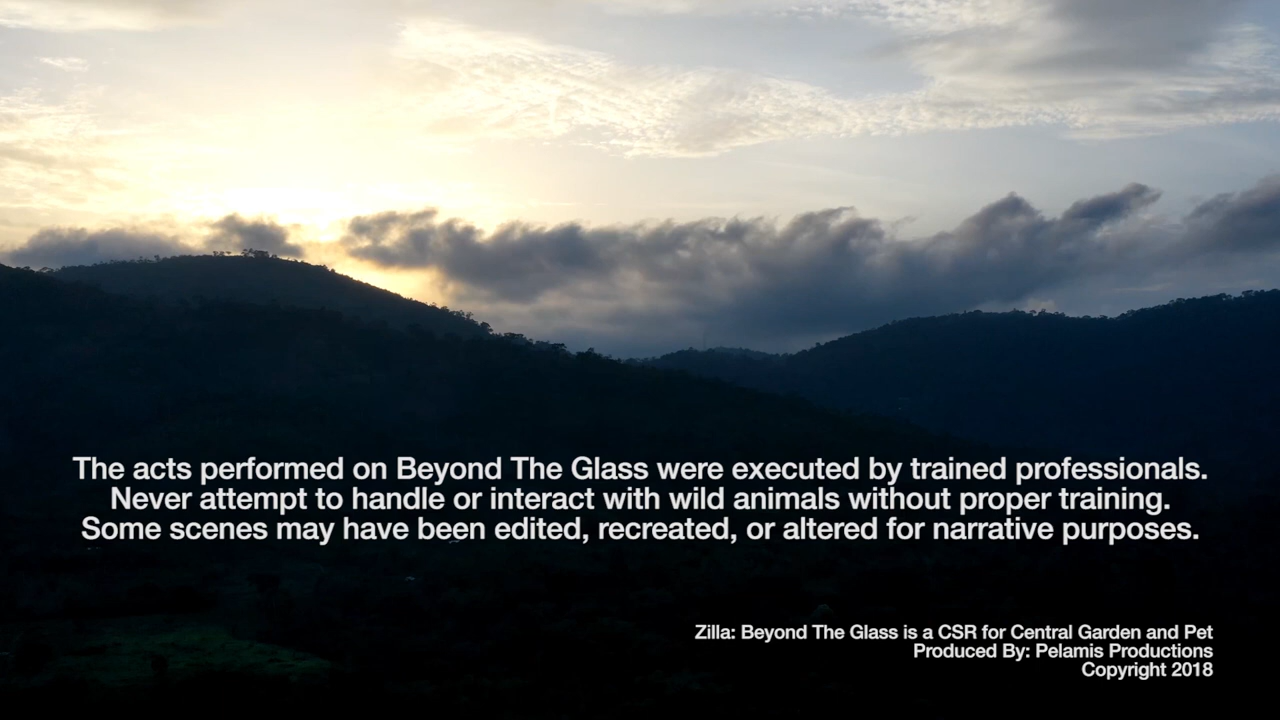 The acts performed on Beyond The Glass were executed by trained professionals.
Never attempt to handle or interact with wild animals without proper training.
Some scenes may have been edited, recreated, or altered for narrative purposes.
Zilla: Beyond The Glass is a CSR for Central Garden and Pet
Produced By: Pelamis Productions
Copyright 2018